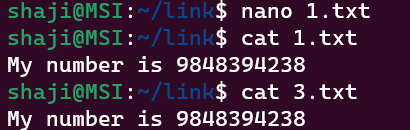 shaji@MSI:~/link$ nano 1.txt
shaji@MSI:~/link$ cat 1.txt
My number is 9848394238
shaji@MSI:~/link$ cat 3.txt
My number is 9848394238